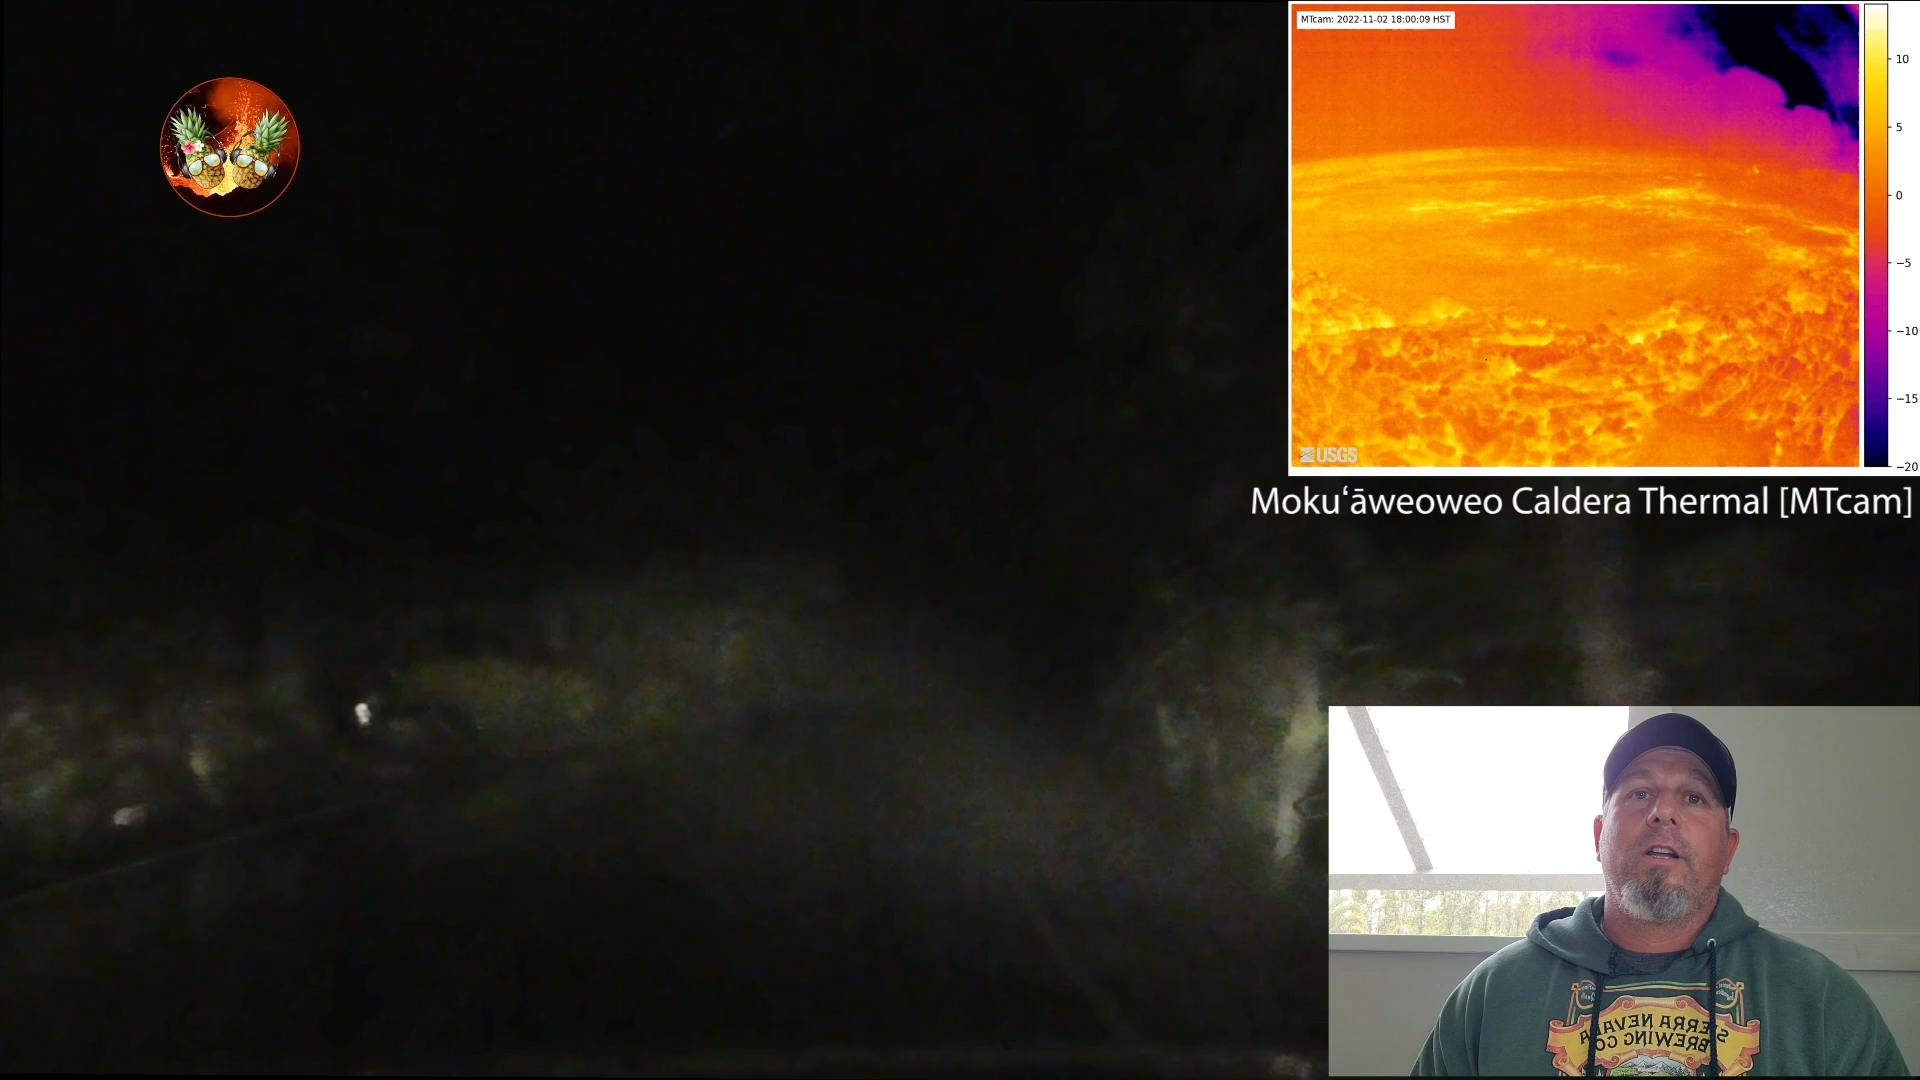 MTcam: 2022-11-02 18:00:09 HST
10
5
0
−5
−10
−15
−20
USGS
Mokuʻāweoweo Caldera Thermal [MTcam]
SIERRA NEVADA
BREWING CO